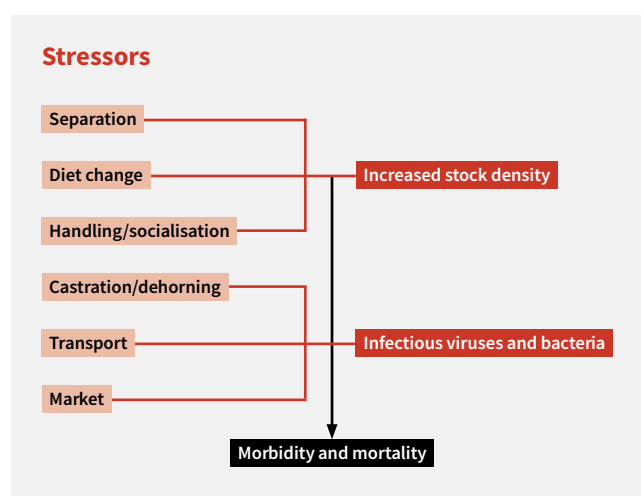 Stressors
Separation
Diet change
Increased stock density
Handling/socialisation
Castration/dehorning
Transport
Infectious viruses and bacteria
Market
Morbidity and mortality